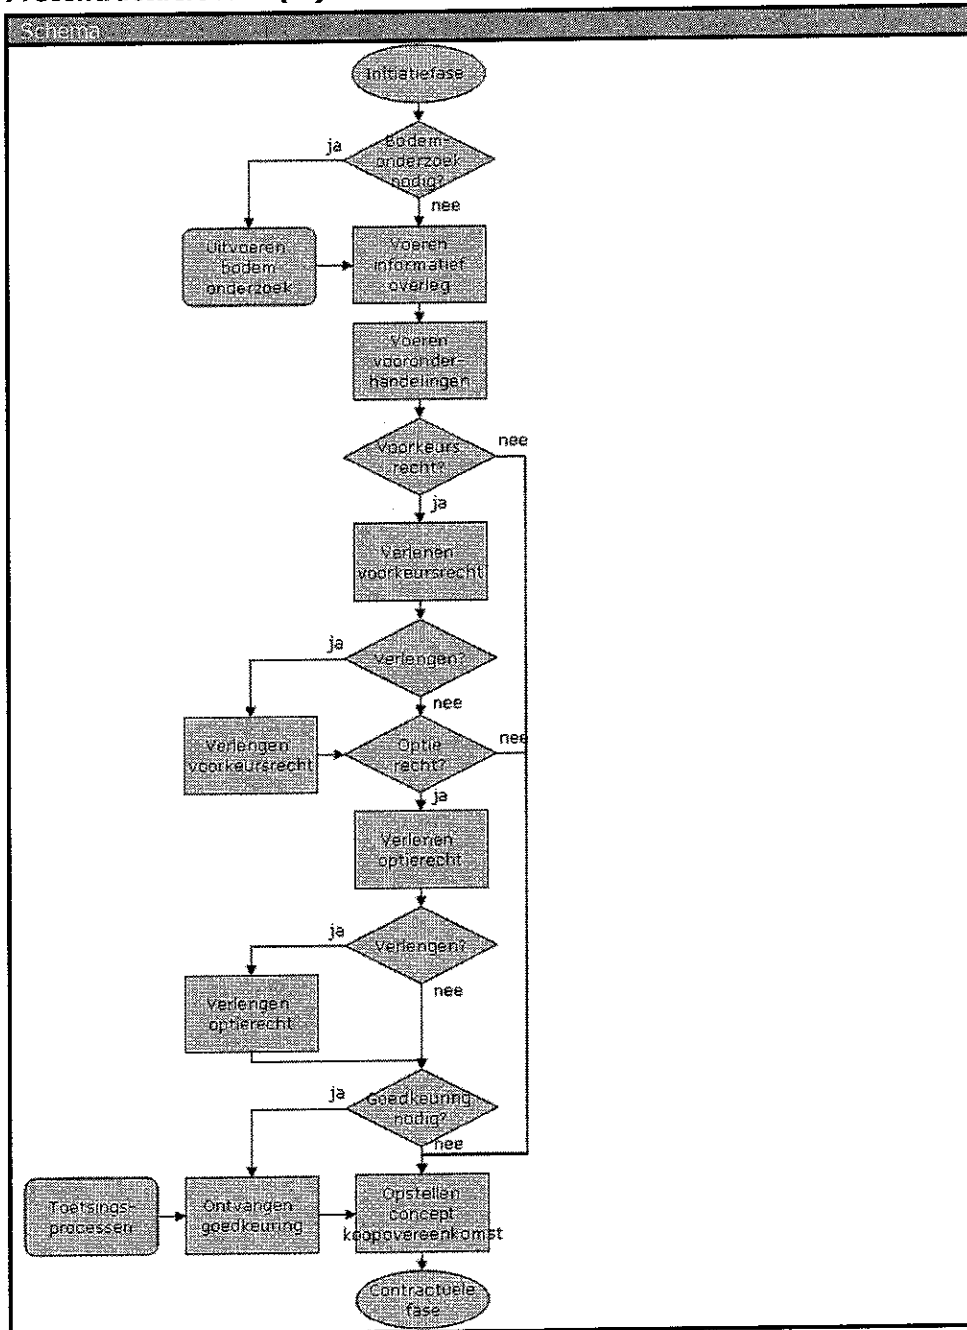 Schema
Initiatiefase
Bodem-
onderzoek
nodig?
ja
nee
Uitvoeren
bodem
onderzoek
Voeren
informatief
overleg
Voeren
vooronder-
handelingen
Voorkeurs
recht?
nee
ja
Verlenen
voorkeursrecht
Verlengen?
ja
nee
Verlengen
voorkeursrecht
Optie
recht?
nee
ja
Verlenen
optierecht
Verlengen?
ja
nee
Verlengen
optierecht
Goedkeuring
nodig?
ja
nee
Toetsings-
processen
Ontvangen
goedkeuring
Opstellen
concept
koopovereenkomst
Contractuele
fase